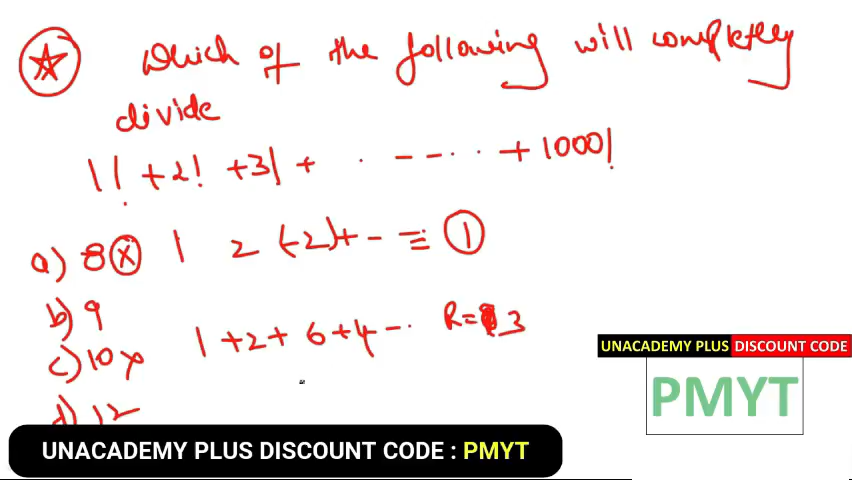 Which of the following will completely
divide
1! + 2! + 3! + . - - . . + 1000!
a) 8 x 1 2 (-2) + - ≡ 1
b) 9
c) 10 x 1 + 2 + 6 + 4 - .. R = 3
d) 12
UNACADEMY PLUS DISCOUNT CODE
PMYT
UNACADEMY PLUS DISCOUNT CODE : PMYT